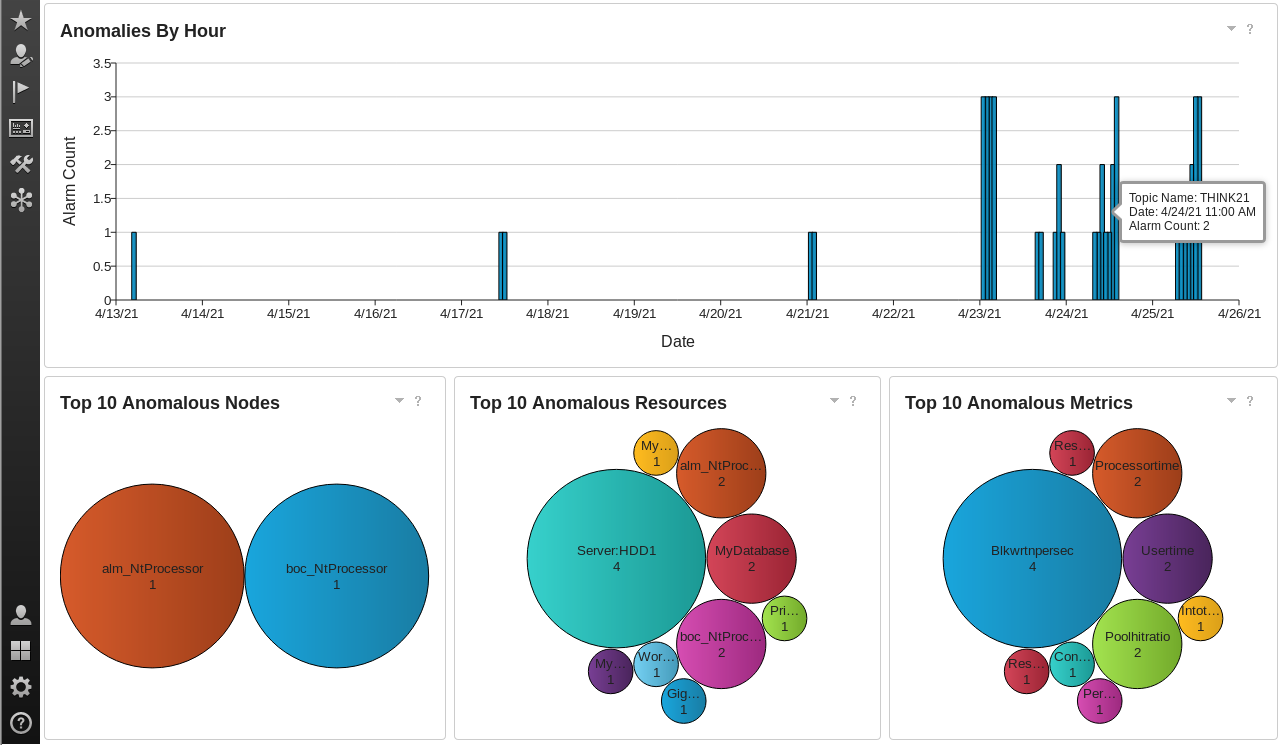 Anomalies By Hour
?
3.5
3
2.5
2
1.5
1
0.5
0
Alarm Count
4/13/21 4/14/21 4/15/21 4/16/21 4/17/21 4/18/21 4/19/21 4/20/21 4/21/21 4/22/21 4/23/21 4/24/21 4/25/21 4/26/21
Date
Topic Name: THINK21
Date: 4/24/21 11:00 AM
Alarm Count: 2
Top 10 Anomalous Nodes
?
alm_NtProcessor
1
boc_NtProcessor
1
Top 10 Anomalous Resources
?
My...
1
alm_NtProc...
2
Server:HDD1
4
MyDatabase
2
Pri...
1
boc_NtProc...
2
Wor...
1
My...
1
Gig...
1
Top 10 Anomalous Metrics
?
Res...
1
Processortime
2
Blkwrtnpersec
4
Usertime
2
Intot...
1
Poolhitratio
2
Con...
1
Res...
1
Per...
1
?